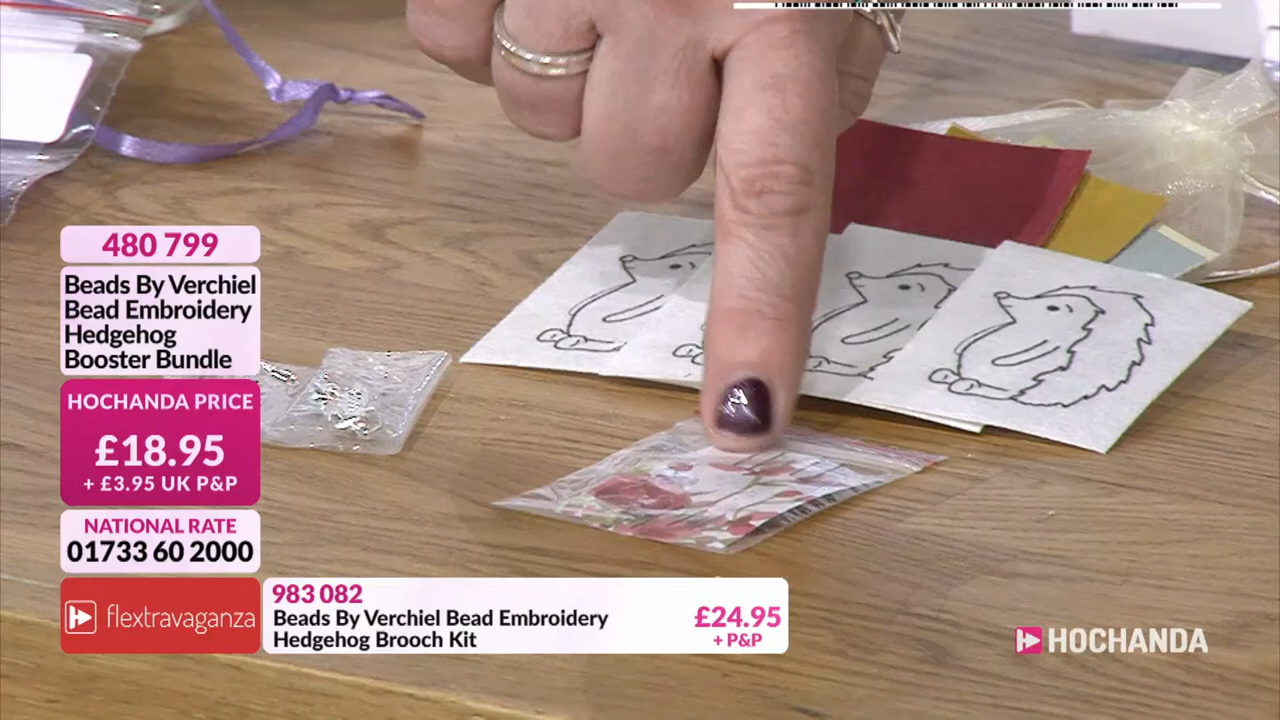 480 799
Beads By Verchiel
Bead Embroidery
Hedgehog
Booster Bundle
HOCHANDA PRICE
£18.95
+ £3.95 UK P&P
NATIONAL RATE
01733 60 2000
flextravaganza
983 082
Beads By Verchiel Bead Embroidery
Hedgehog Brooch Kit
£24.95
+ P&P
HOCHANDA